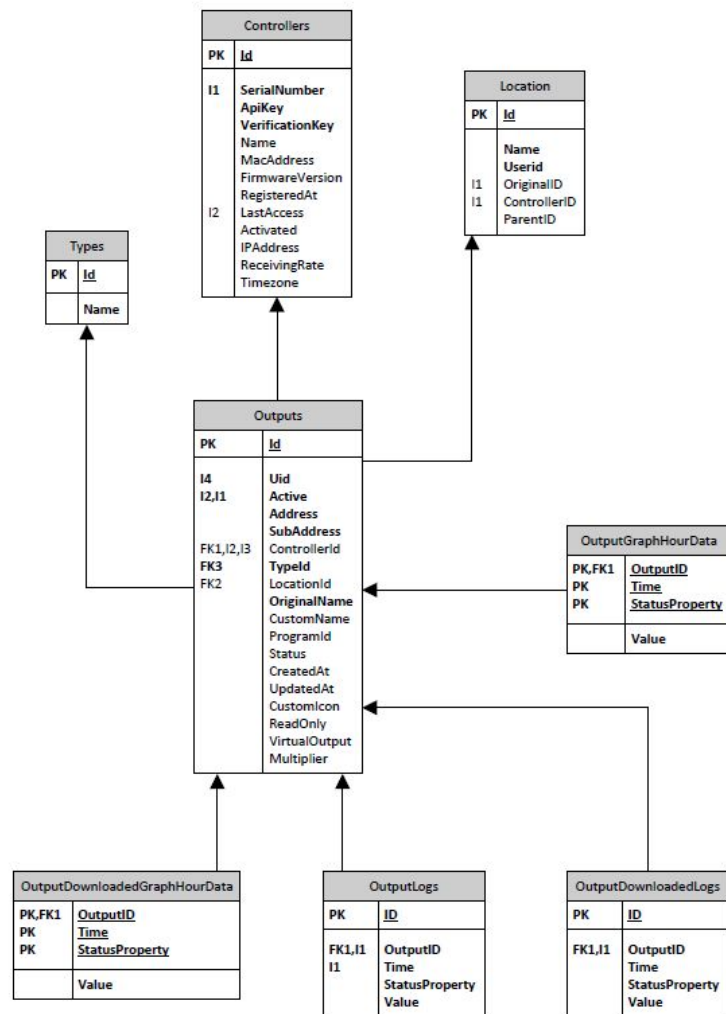 Controllers
PK Id
I1 SerialNumber
ApiKey
VerificationKey
Name
MacAddress
FirmwareVersion
RegisteredAt
I2 LastAccess
Activated
IPAddress
ReceivingRate
Timezone
Location
PK Id
Name
Userid
I1 OriginalID
I1 ControllerID
ParentID
Types
PK Id
Name
Outputs
PK Id
I4 Uid
I2,I1 Active
Address
SubAddress
FK1,I2,I3 ControllerId
FK3 TypeId
FK2 LocationId
OriginalName
CustomName
ProgramId
Status
CreatedAt
UpdatedAt
CustomIcon
ReadOnly
VirtualOutput
Multiplier
OutputGraphHourData
PK,FK1 OutputID
PK Time
PK StatusProperty
Value
OutputDownloadedGraphHourData
PK,FK1 OutputID
PK Time
PK StatusProperty
Value
OutputLogs
PK ID
FK1,I1 OutputID
I1 Time
StatusProperty
Value
OutputDownloadedLogs
PK ID
FK1,I1 OutputID
Time
StatusProperty
Value